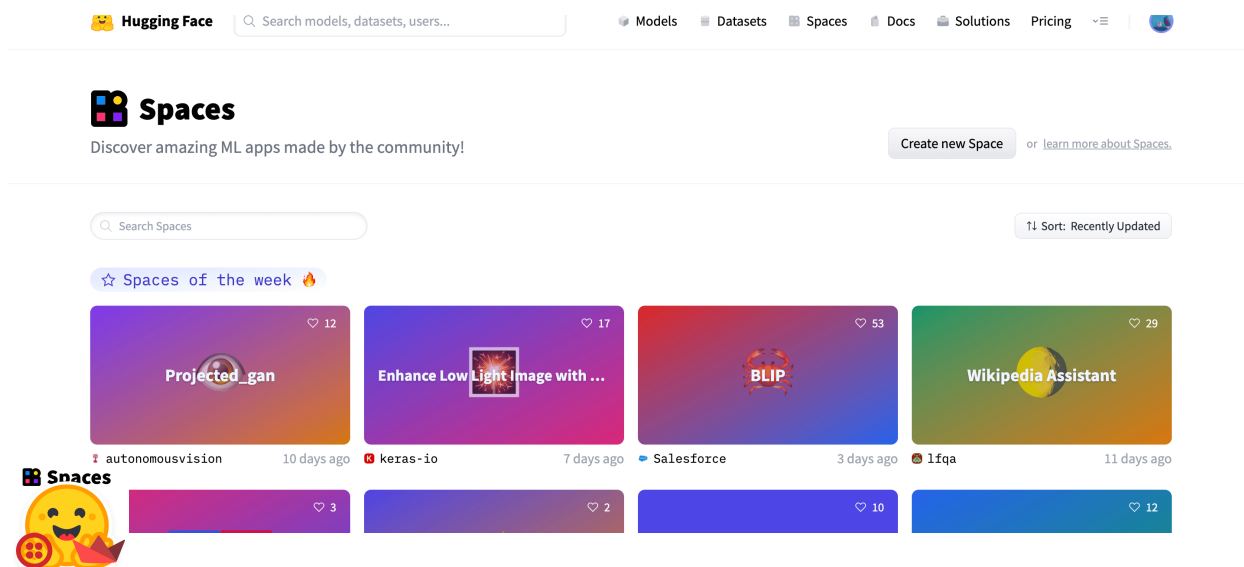 Hugging Face
Search models, datasets, users...
Models
Datasets
Spaces
Docs
Solutions
Pricing
Spaces
Discover amazing ML apps made by the community!
Create new Space
or learn more about Spaces.
Search Spaces
Sort: Recently Updated
Spaces of the week
12
Projected_gan
autonomousvision
10 days ago
17
Enhance Low Light Image with ...
K
keras-io
7 days ago
53
BLIP
Salesforce
3 days ago
29
Wikipedia Assistant
lfqa
11 days ago
Spaces
3
2
10
12